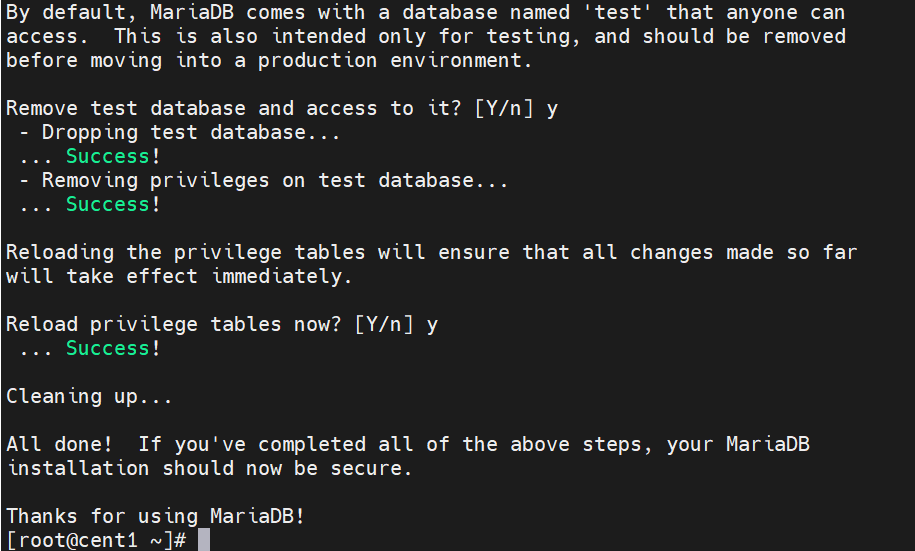 By default, MariaDB comes with a database named 'test' that anyone can
access.  This is also intended only for testing, and should be removed
before moving into a production environment.
Remove test database and access to it? [Y/n] y
 - Dropping test database...
 ... Success!
 - Removing privileges on test database...
 ... Success!
Reloading the privilege tables will ensure that all changes made so far
will take effect immediately.
Reload privilege tables now? [Y/n] y
 ... Success!
Cleaning up...
All done!  If you've completed all of the above steps, your MariaDB
installation should now be secure.
Thanks for using MariaDB!
[root@cent1 ~]#